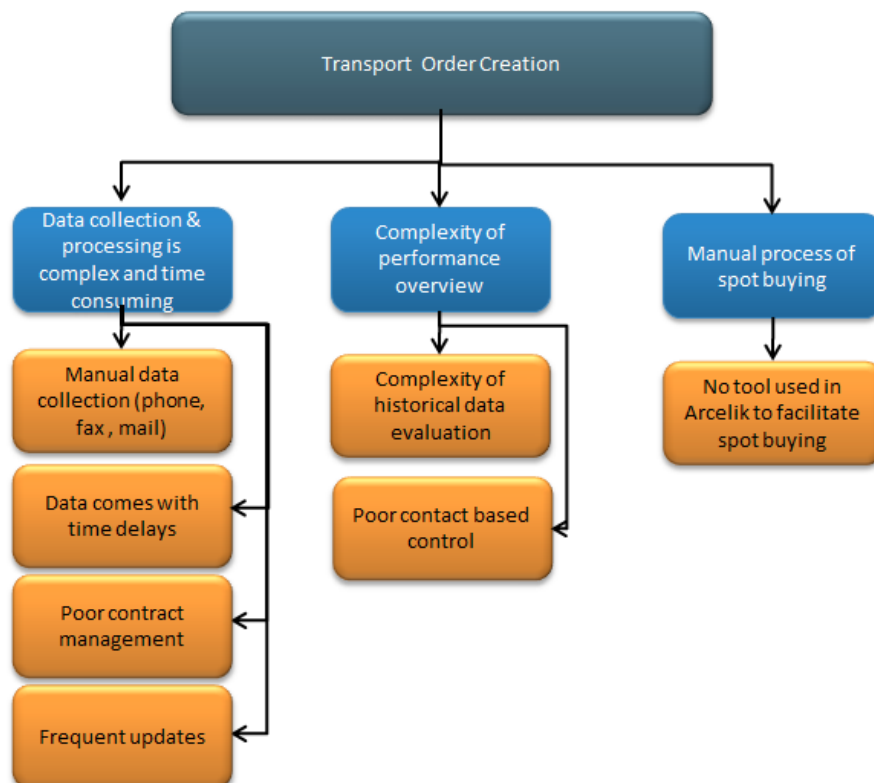 Transport Order Creation
Data collection &
processing is
complex and time
consuming
Complexity of
performance
overview
Manual process of
spot buying
Manual data
collection (phone,
fax , mail)
Data comes with
time delays
Poor contract
management
Frequent updates
Complexity of
historical data
evaluation
Poor contact based
control
No tool used in
Arcelik to facilitate
spot buying